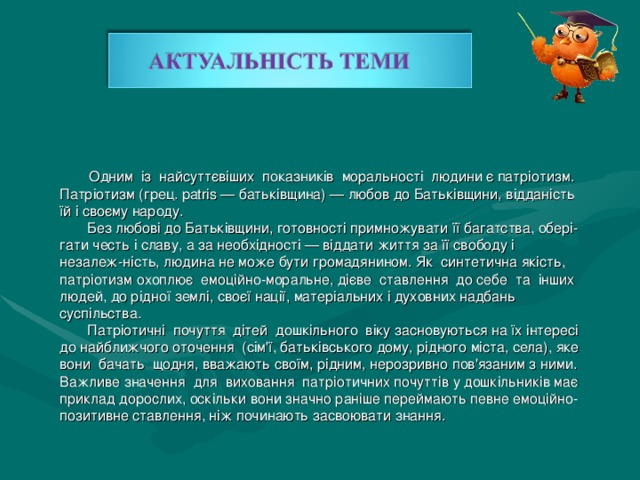 АКТУАЛЬНІСТЬ ТЕМИ
Одним із найсуттєвіших показників моральності людини є патріотизм.
Патріотизм (грец. patris — батьківщина) — любов до Батьківщини, відданість
їй і своєму народу.
Без любові до Батьківщини, готовності примножувати її багатства, обері-
гати честь і славу, а за необхідності — віддати життя за її свободу і
незалеж-ність, людина не може бути громадянином. Як синтетична якість,
патріотизм охоплює емоційно-моральне, дієве ставлення до себе та інших
людей, до рідної землі, своєї нації, матеріальних і духовних надбань
суспільства.
Патріотичні почуття дітей дошкільного віку засновуються на їх інтересі
до найближчого оточення (сім'ї, батьківського дому, рідного міста, села), яке
вони бачать щодня, вважають своїм, рідним, нерозривно пов'язаним з ними.
Важливе значення для виховання патріотичних почуттів у дошкільників має
приклад дорослих, оскільки вони значно раніше переймають певне емоційно-
позитивне ставлення, ніж починають засвоювати знання.